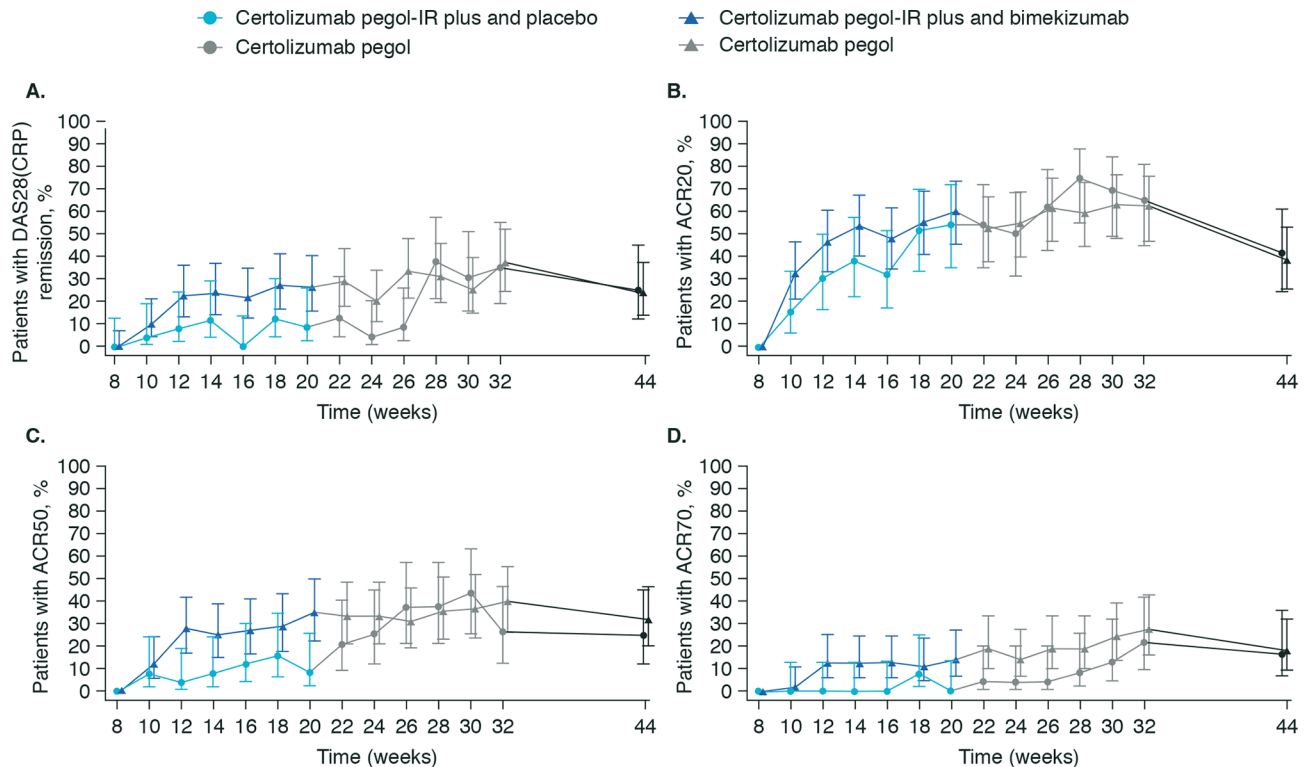 Certolizumab pegol-IR plus and placebo
Certolizumab pegol-IR plus and bimekizumab
Certolizumab pegol
Certolizumab pegol
A.
Patients with DAS28(CRP)
remission, %
100
90
80
70
60
50
40
30
20
10
0
8 10 12 14 16 18 20 22 24 26 28 30 32 44
Time (weeks)
B.
Patients with ACR20, %
100
90
80
70
60
50
40
30
20
10
0
8 10 12 14 16 18 20 22 24 26 28 30 32 44
Time (weeks)
C.
Patients with ACR50, %
100
90
80
70
60
50
40
30
20
10
0
8 10 12 14 16 18 20 22 24 26 28 30 32 44
Time (weeks)
D.
Patients with ACR70, %
100
90
80
70
60
50
40
30
20
10
0
8 10 12 14 16 18 20 22 24 26 28 30 32 44
Time (weeks)